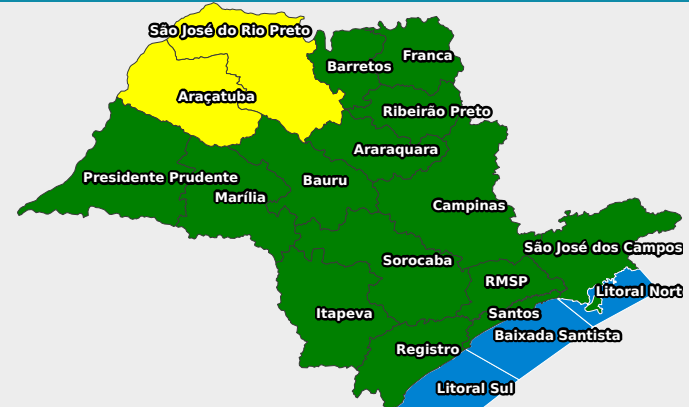 São José do Rio Preto
Franca
Barretos
Araçatuba
Ribeirão Preto
Araraquara
Presidente Prudente
Bauru
Marília
Campinas
São José dos Campos
Sorocaba
RMSP
Litoral Nort
Itapeva
Santos
Baixada Santista
Registro
Litoral Sul